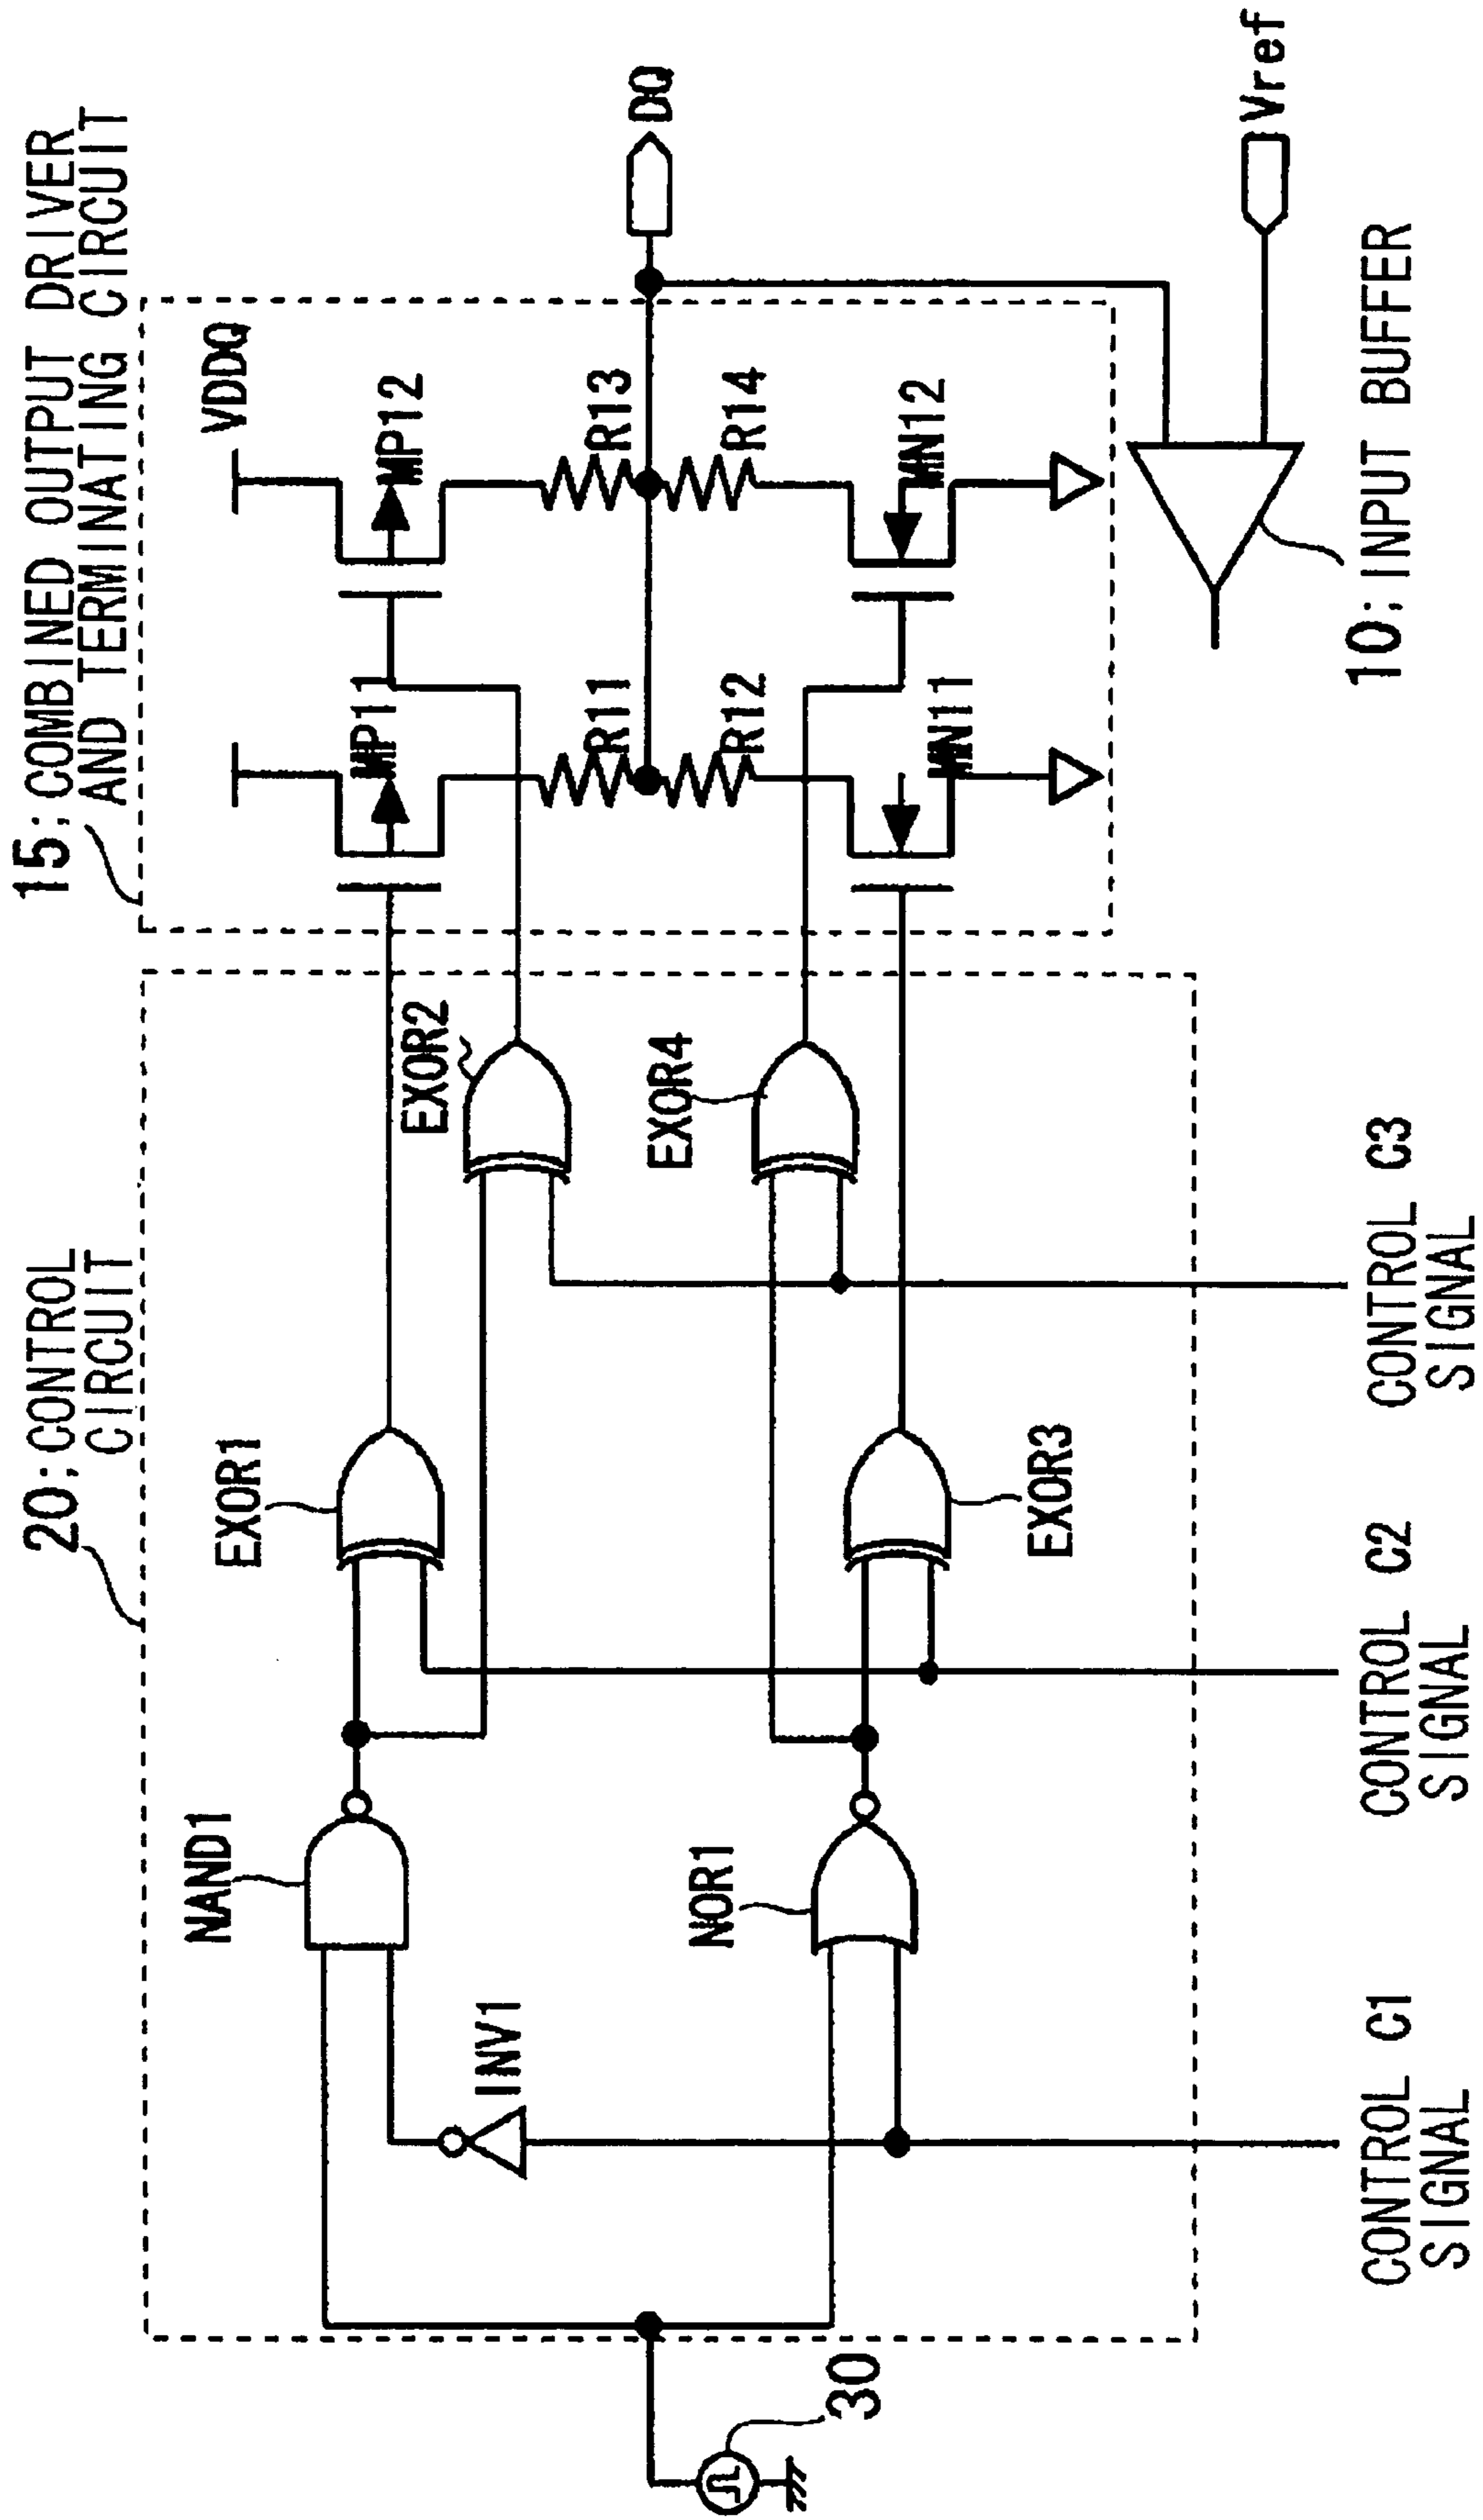 15; COMBINED OUTPUT DRIVER
AND TERMINATING CIRCUIT
20; CONTROL
CIRCUIT
VDDQ
MP11
MP12
EXOR1
EXOR2
NAND1
R11
R13
DQ
INV1
EXOR4
R12
R14
NOR1
30
MN11
MN12
EXOR3
Vref
10; INPUT BUFFER
CONTROL C1
SIGNAL
CONTROL C2
SIGNAL
CONTROL C3
SIGNAL